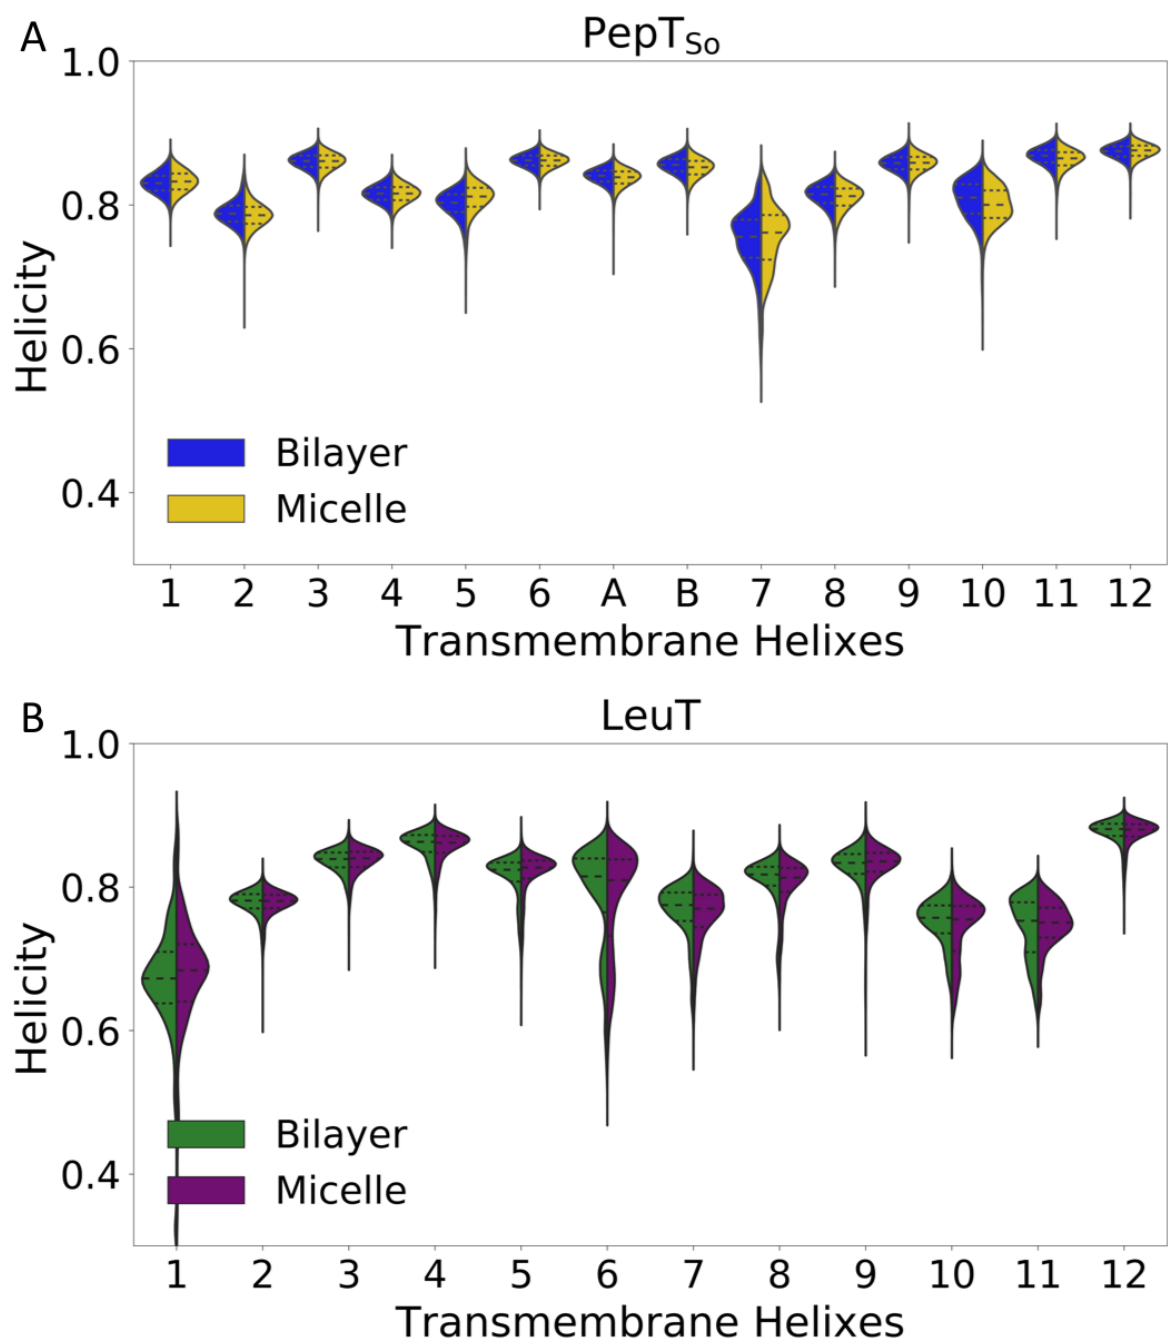 A
PepT_So
1.0
0.8
0.6
0.4
Helicity
Bilayer
Micelle
1 2 3 4 5 6 A B 7 8 9 10 11 12
Transmembrane Helixes
B
LeuT
1.0
0.8
0.6
0.4
Helicity
Bilayer
Micelle
1 2 3 4 5 6 7 8 9 10 11 12
Transmembrane Helixes